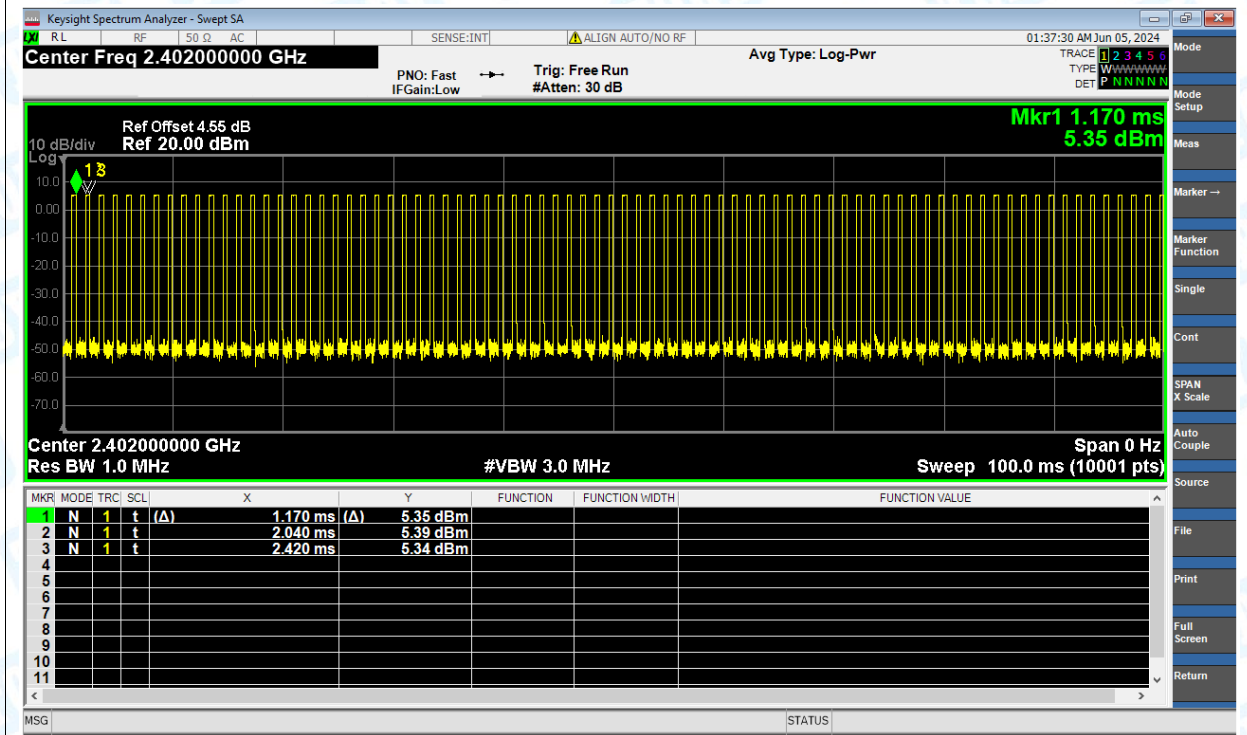 Keysight Spectrum Analyzer - Swept SA
LXI RL RF 50 Ω AC SENSE:INT ALIGN AUTO/NO RF 01:37:30 AM Jun 05, 2024
Center Freq 2.402000000 GHz
PNO: Fast
IFGain:Low
Trig: Free Run
#Atten: 30 dB
Avg Type: Log-Pwr
TRACE 1 2 3 4 5 6
TYPE WWWWWW
DET P N N N N N
Ref Offset 4.55 dB
10 dB/div Ref 20.00 dBm
Log
Mkr1 1.170 ms
5.35 dBm
1 3
10.0
0.00
-10.0
-20.0
-30.0
-40.0
-50.0
-60.0
-70.0
Center 2.402000000 GHz Span 0 Hz
Res BW 1.0 MHz #VBW 3.0 MHz Sweep 100.0 ms (10001 pts)
MKR MODE TRC SCL X Y FUNCTION FUNCTION WIDTH FUNCTION VALUE
1 N 1 t (Δ) 1.170 ms (Δ) 5.35 dBm
2 N 1 t 2.040 ms 5.39 dBm
3 N 1 t 2.420 ms 5.34 dBm
4
5
6
7
8
9
10
11
MSG STATUS
Mode
Mode
Setup
Meas
Marker →
Marker
Function
Single
Cont
SPAN
X Scale
Auto
Couple
Source
File
Print
Full
Screen
Return